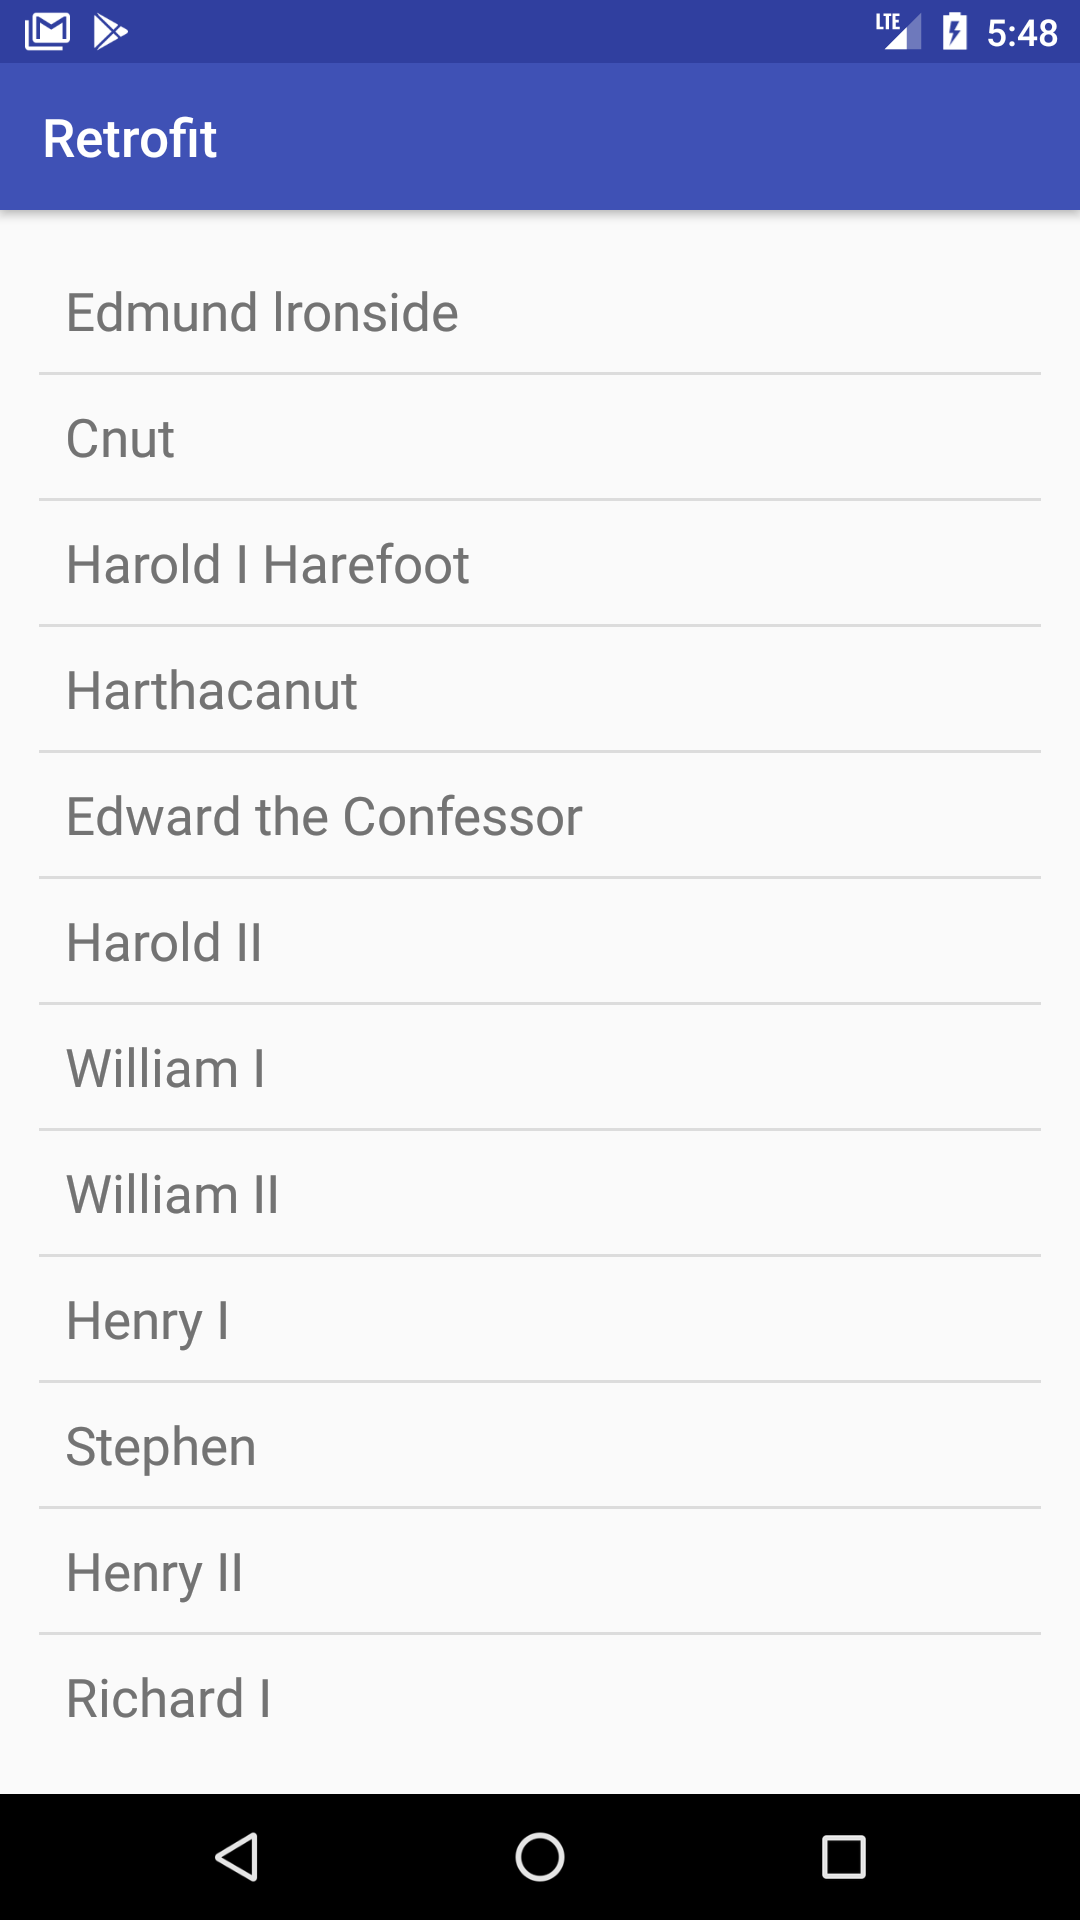 LTE 5:48
Retrofit
Edmund lronside
Cnut
Harold I Harefoot
Harthacanut
Edward the Confessor
Harold II
William I
William II
Henry I
Stephen
Henry II
Richard I